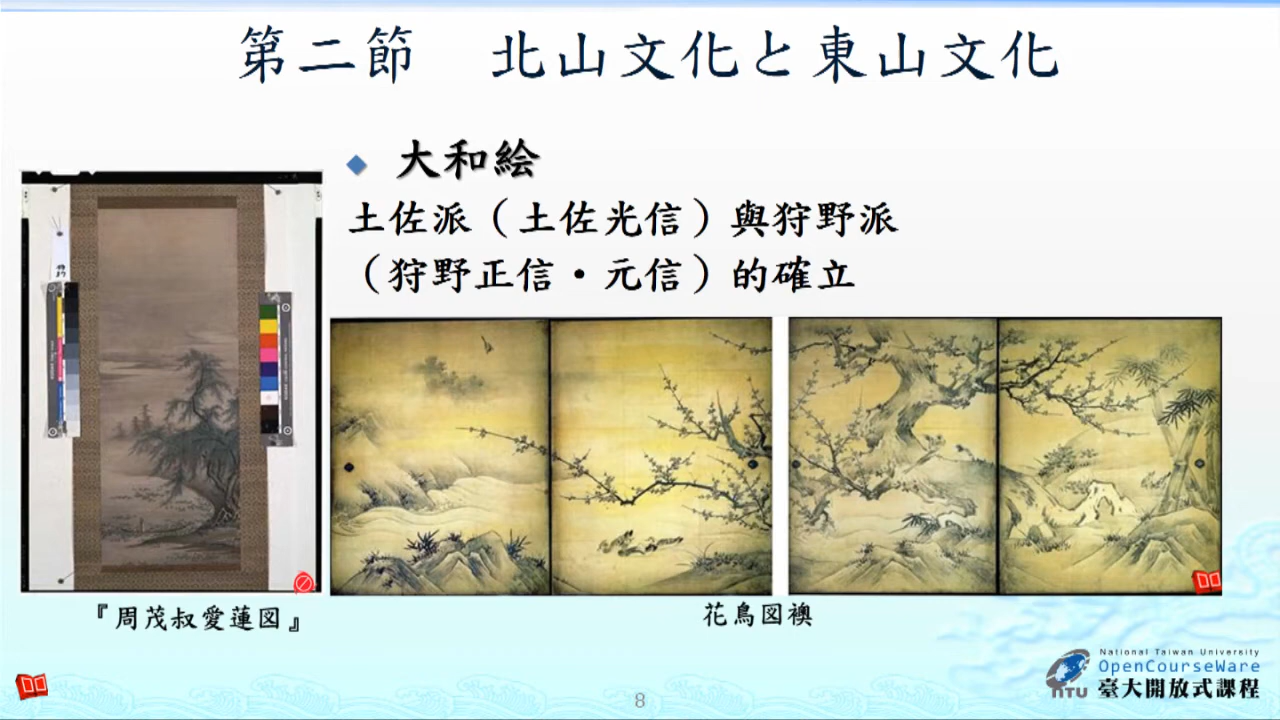 第二節　北山文化と東山文化
大和絵
土佐派（土佐光信）與狩野派
（狩野正信・元信）的確立
『周茂叔愛蓮図』
花鳥図襖
National Taiwan University
OpenCourseWare
NTU 臺大開放式課程
8